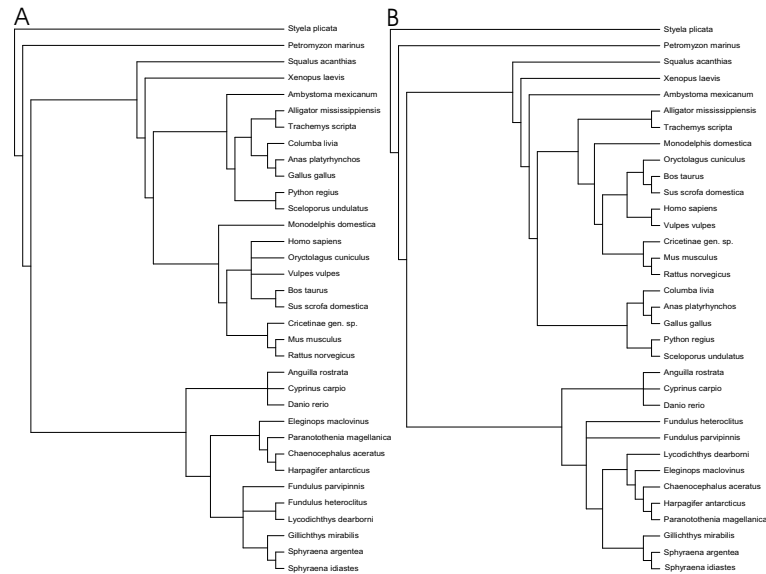 A
Styela plicata
Petromyzon marinus
Squalus acanthias
Xenopus laevis
Ambystoma mexicanum
Alligator mississippiensis
Trachemys scripta
Columba livia
Anas platyrhynchos
Gallus gallus
Python regius
Sceloporus undulatus
Monodelphis domestica
Homo sapiens
Oryctolagus cuniculus
Vulpes vulpes
Bos taurus
Sus scrofa domestica
Cricetinae gen. sp.
Mus musculus
Rattus norvegicus
Anguilla rostrata
Cyprinus carpio
Danio rerio
Eleginops maclovinus
Paranotothenia magellanica
Chaenocephalus aceratus
Harpagifer antarcticus
Fundulus parvipinnis
Fundulus heteroclitus
Lycodichthys dearborni
Gillichthys mirabilis
Sphyraena argentea
Sphyraena idiastes
B
Styela plicata
Petromyzon marinus
Squalus acanthias
Xenopus laevis
Ambystoma mexicanum
Alligator mississippiensis
Trachemys scripta
Monodelphis domestica
Oryctolagus cuniculus
Bos taurus
Sus scrofa domestica
Homo sapiens
Vulpes vulpes
Cricetinae gen. sp.
Mus musculus
Rattus norvegicus
Columba livia
Anas platyrhynchos
Gallus gallus
Python regius
Sceloporus undulatus
Anguilla rostrata
Cyprinus carpio
Danio rerio
Fundulus heteroclitus
Fundulus parvipinnis
Lycodichthys dearborni
Eleginops maclovinus
Chaenocephalus aceratus
Harpagifer antarcticus
Paranotothenia magellanica
Gillichthys mirabilis
Sphyraena argentea
Sphyraena idiastes